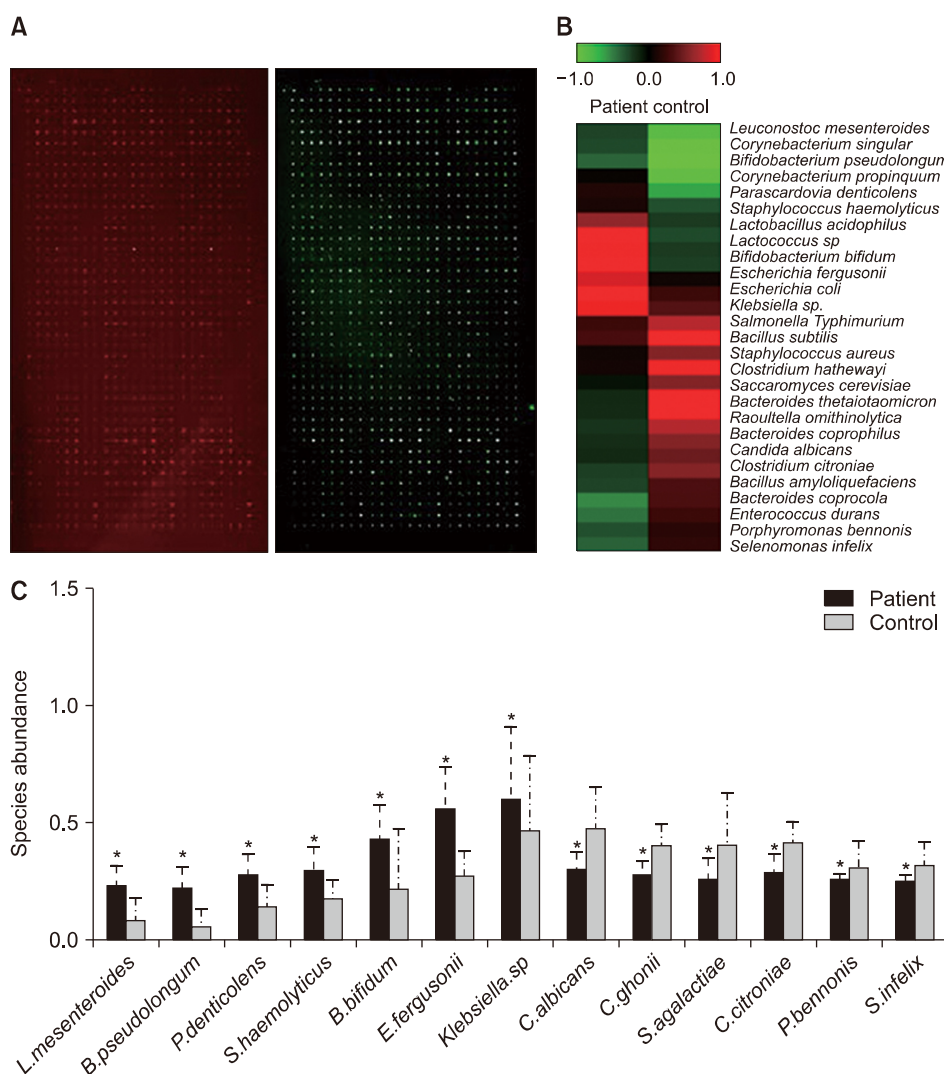 A
B
−1.0 0.0 1.0
Patient control
Leuconostoc mesenteroides
Corynebacterium singular
Bifidobacterium pseudolongum
Corynebacterium propinquum
Parascardovia denticolens
Staphylococcus haemolyticus
Lactobacillus acidophilus
Lactococcus sp
Bifidobacterium bifidum
Escherichia fergusonii
Escherichia coli
Klebsiella sp.
Salmonella Typhimurium
Bacillus subtilis
Staphylococcus aureus
Clostridium hathewayi
Saccaromyces cerevisiae
Bacteroides thetaiotaomicron
Raoultella ornithinolytica
Bacteroides coprophilus
Candida albicans
Clostridium citroniae
Bacillus amyloliquefaciens
Bacteroides coprocola
Enterococcus durans
Porphyromonas bennonis
Selenomonas infelix
C
Species abundance
1.5
1.0
0.5
0.0
Patient
Control
* * * * * * * * * * * * *
L.mesenteroides
B.pseudolongum
P.denticolens
S.haemolyticus
B.bifidum
E.fergusonii
Klebsiella.sp
C.albicans
C.ghonii
S.agalactiae
C.citroniae
P.bennonis
S.infelix